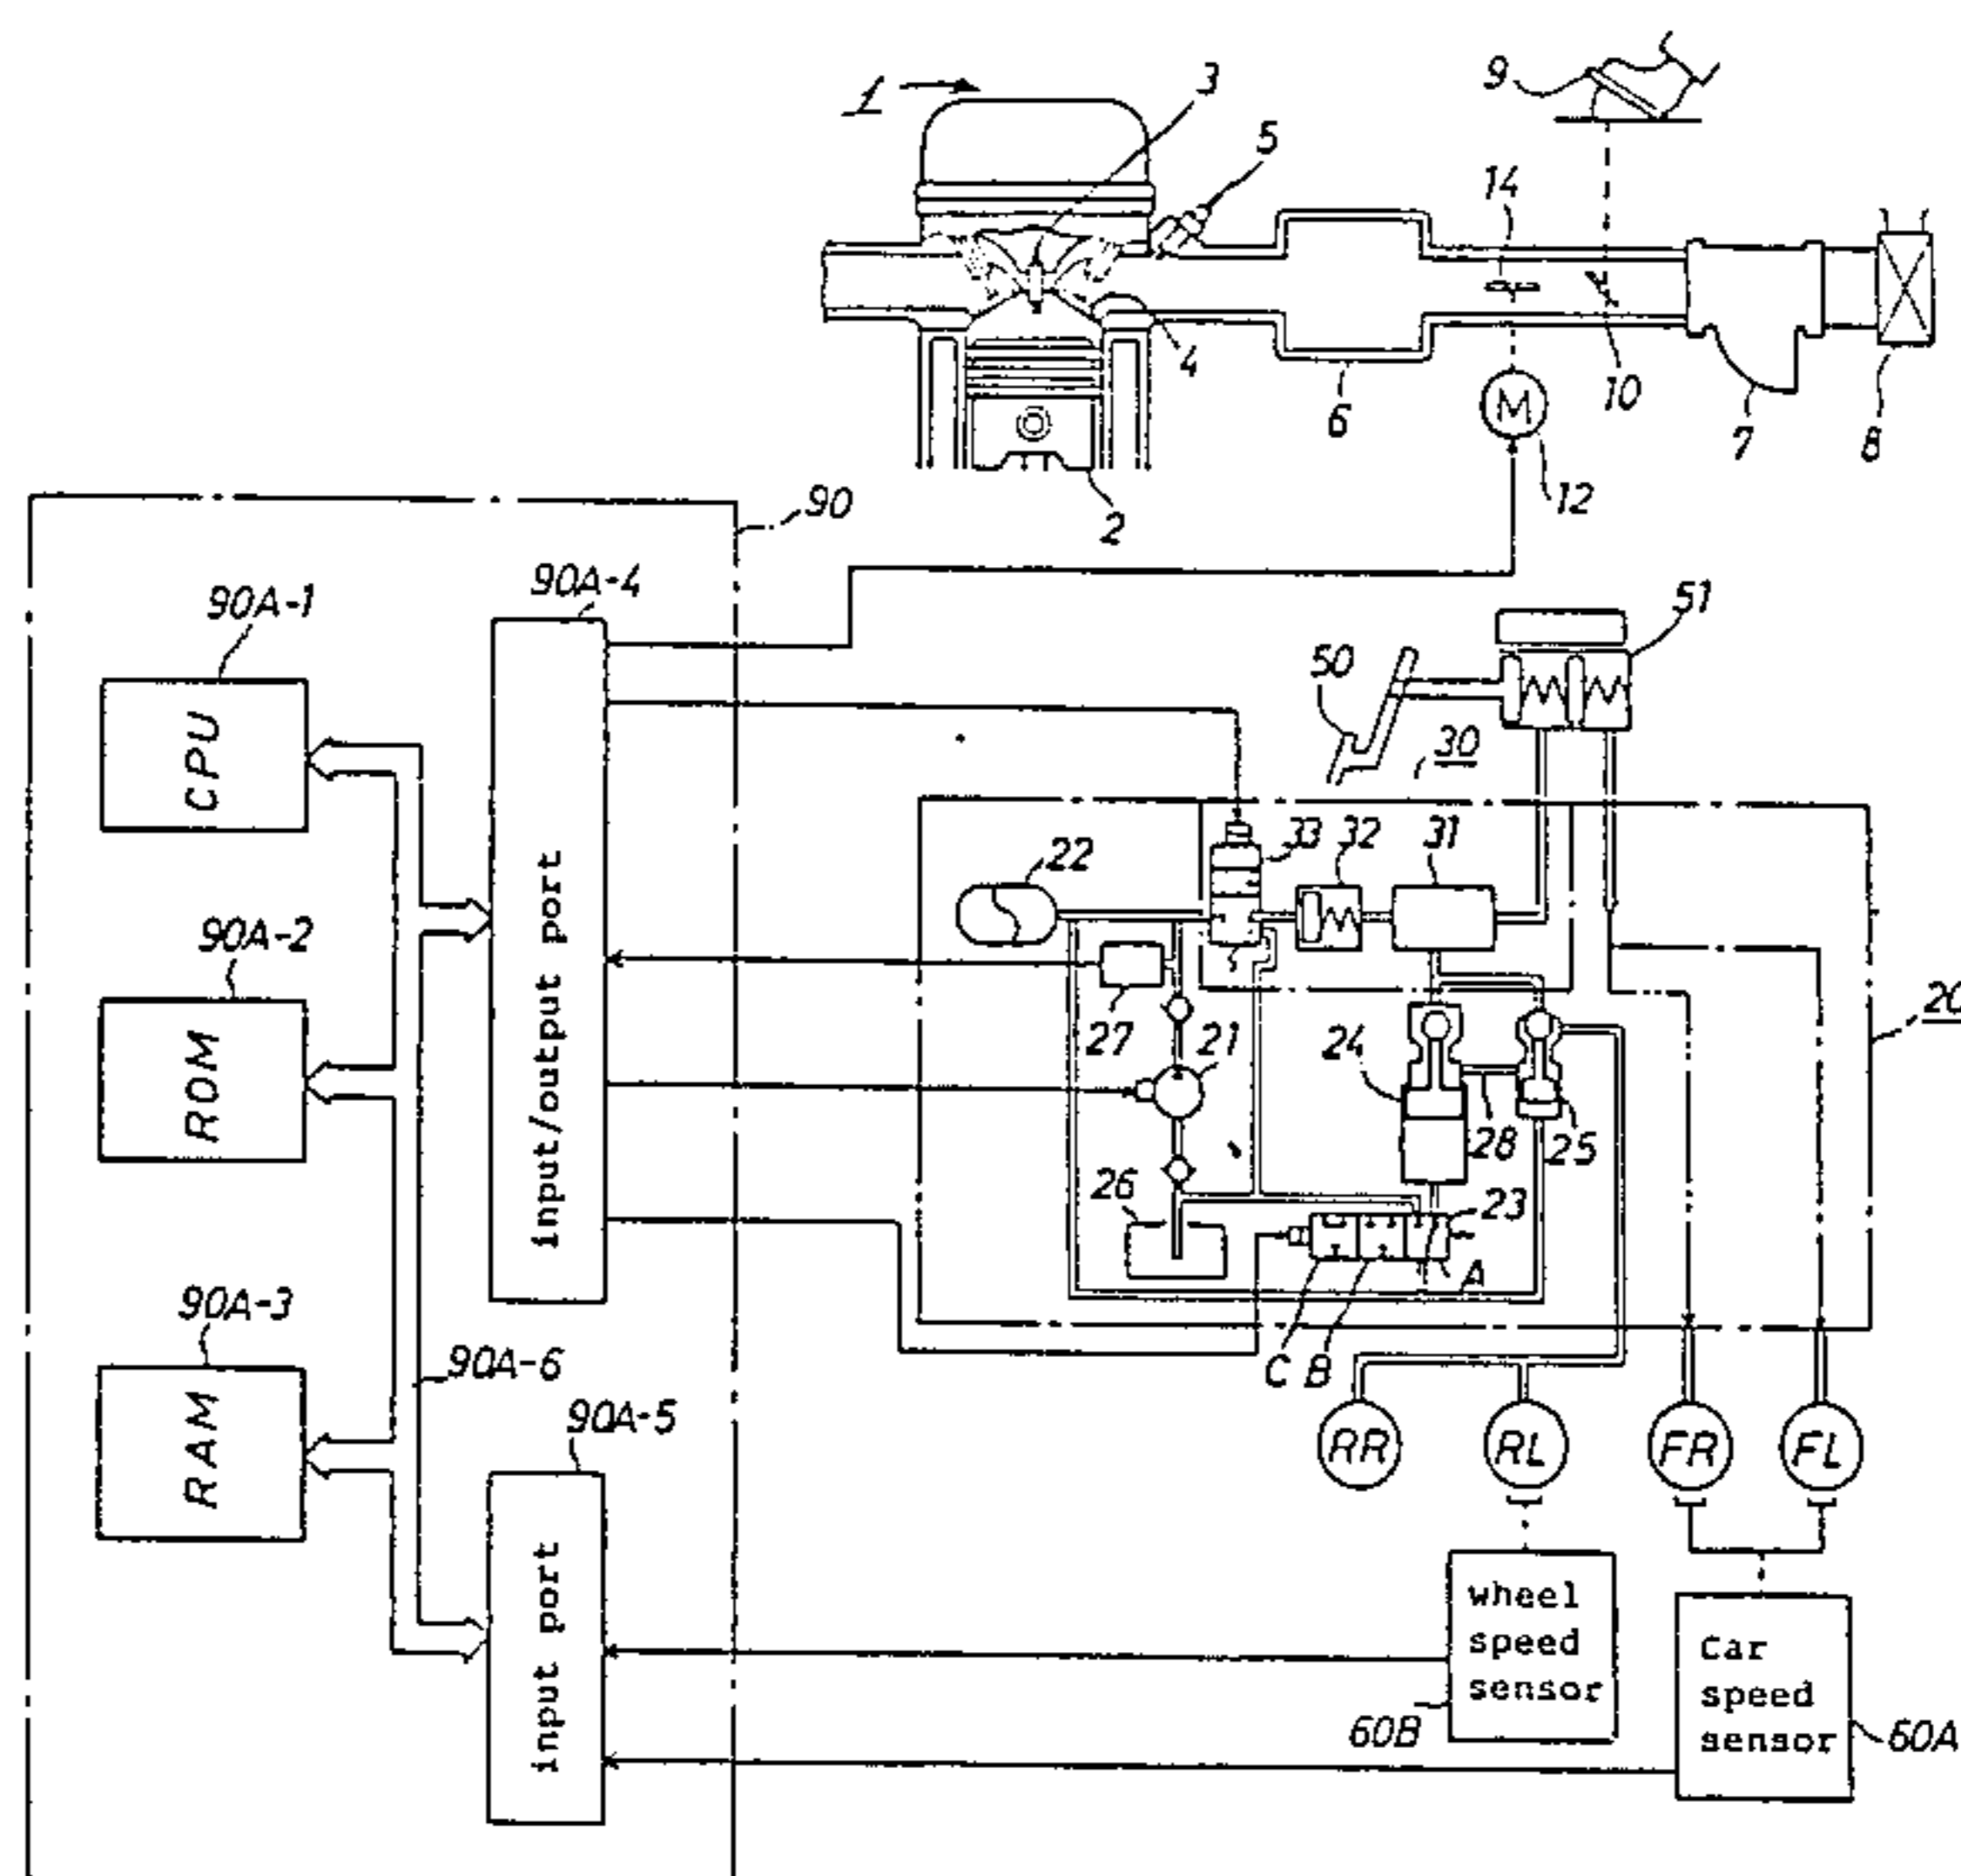 1
3
9
5
14
4
6
M
10
7
8
12
2
90
90A-4
90A-1
CPU
51
50
30
33
32
31
22
input/output port
90A-2
ROM
27
21
24
20
28
25
26
23
A
C
B
90A-3
RAM
90A-6
90A-5
RR
RL
FR
FL
input port
wheel
speed
sensor
60B
Car
speed
sensor
60A